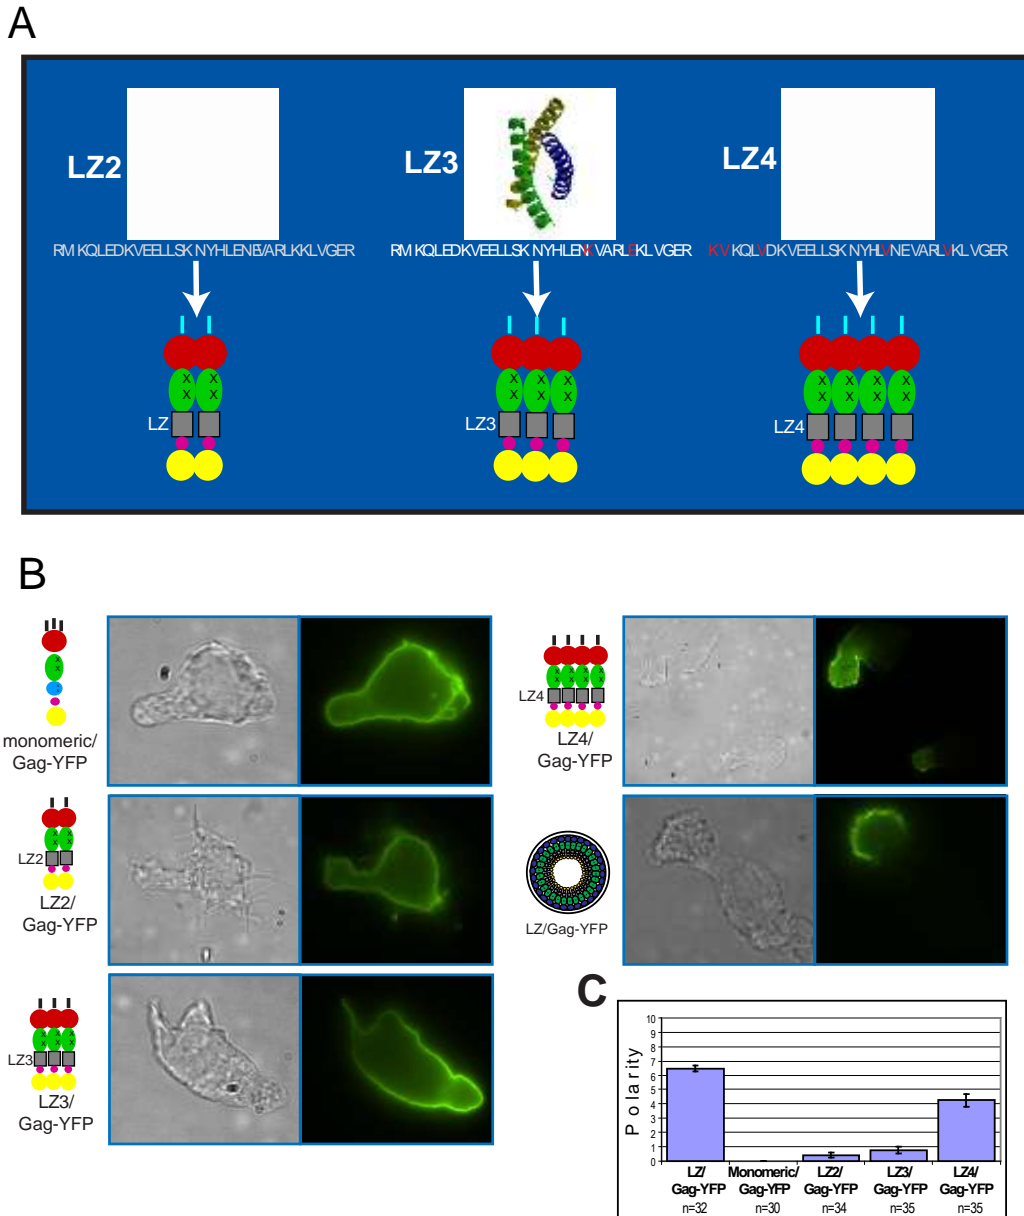 A
LZ2
LZ3
LZ4
RMKQLEDKVEELLSKNYHLENEVARLKKLVGER
RMKQLEDKVEELLSKNYHLENKVARLEKLVGER
KVKQLVDKVEELLSKNYHLVNEVARLVKLVGER
x x x x
x x x x x x
x x x x x x x x
LZ
LZ3
LZ4
B
x x
monomeric/
Gag-YFP
x x x x
LZ2
LZ2/
Gag-YFP
x x x x x x
LZ3
LZ3/
Gag-YFP
x x x x x x x x
LZ4
LZ4/
Gag-YFP
LZ/Gag-YFP
C
Polarity
10
9
8
7
6
5
4
3
2
1
0
LZ/ Monomeric/ LZ2/ LZ3/ LZ4/
Gag-YFP Gag-YFP Gag-YFP Gag-YFP Gag-YFP
n=32 n=30 n=34 n=35 n=35